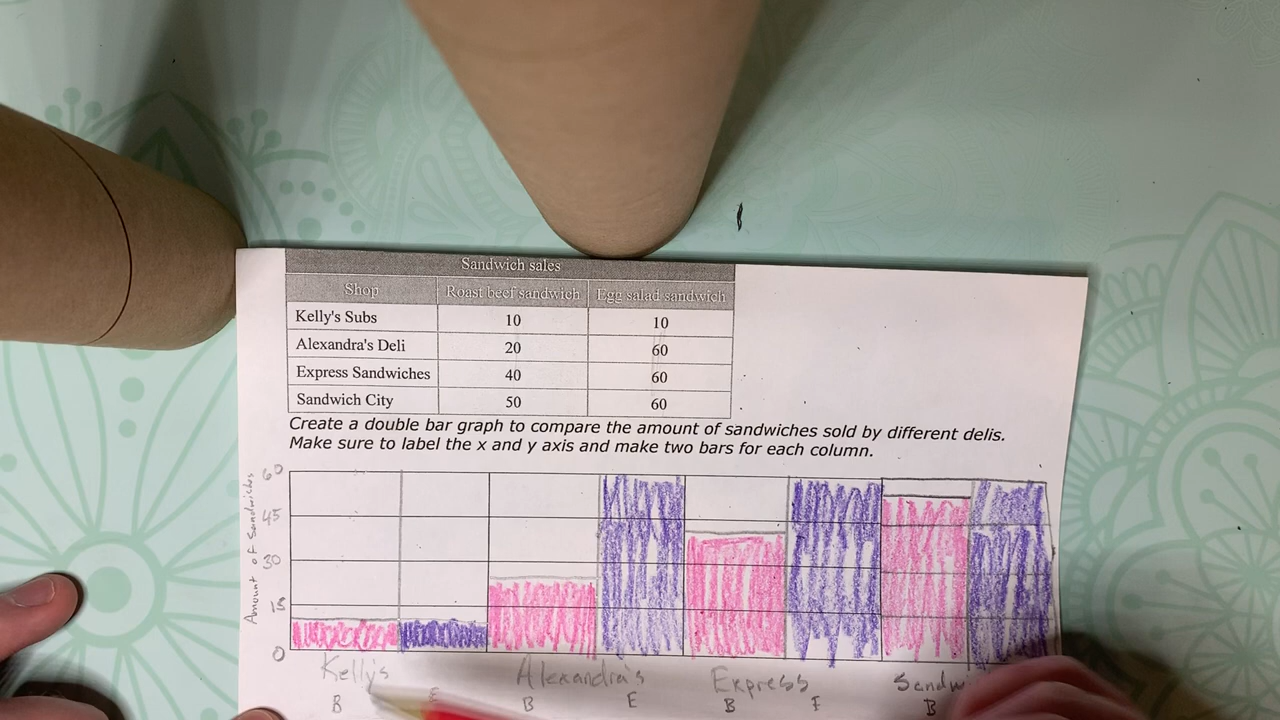 Sandwich sales
Shop Roast beef sandwich Egg salad sandwich
Kelly's Subs 10 10
Alexandra's Deli 20 60
Express Sandwiches 40 60
Sandwich City 50 60
Create a double bar graph to compare the amount of sandwiches sold by different delis.
Make sure to label the x and y axis and make two bars for each column.
Amount of Sandwiches
60
45
30
15
0
Kellys Alexandria's Express Sandw
B E B E B E B